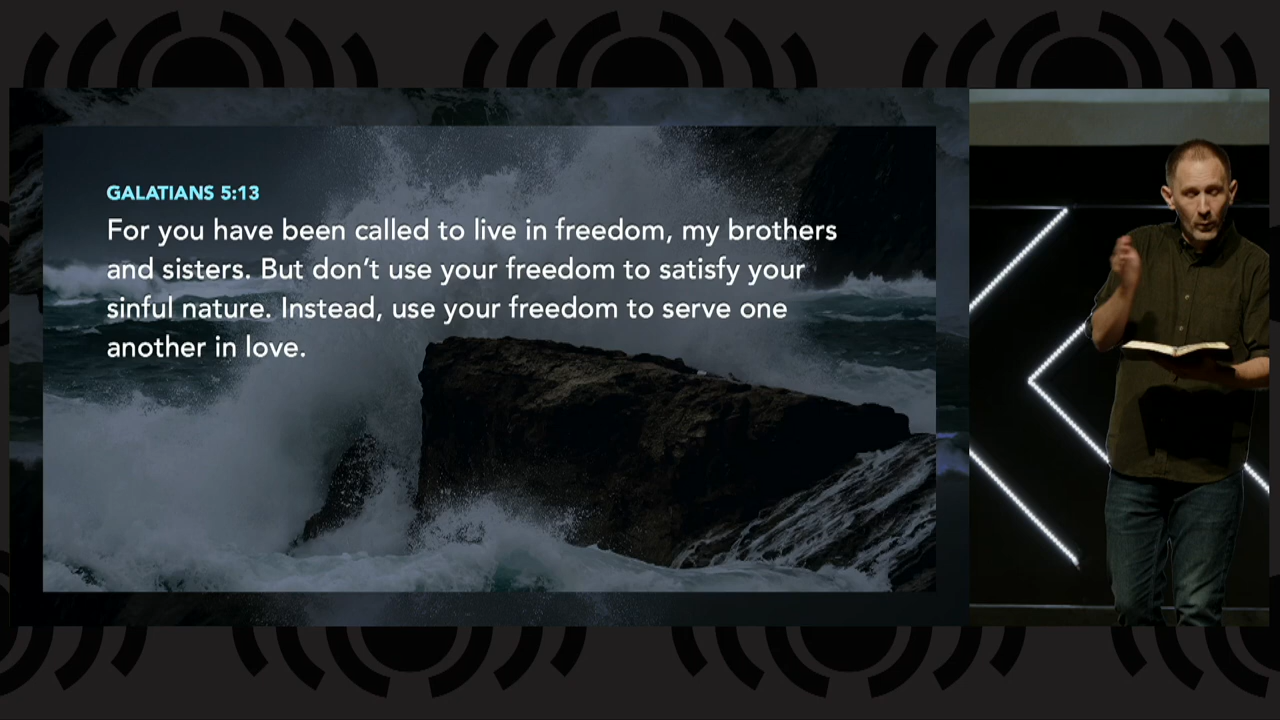 GALATIANS 5:13
For you have been called to live in freedom, my brothers
and sisters. But don’t use your freedom to satisfy your
sinful nature. Instead, use your freedom to serve one
another in love.